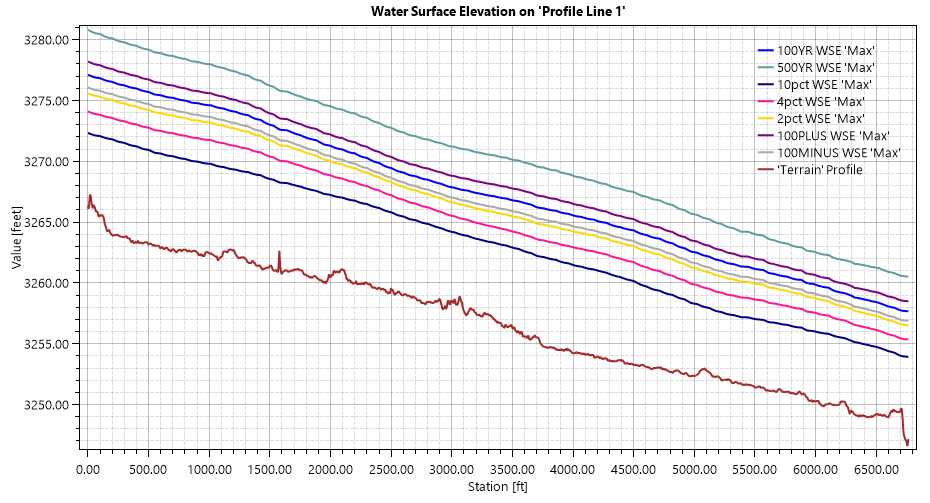 Water Surface Elevation on 'Profile Line 1'
100YR WSE 'Max'
500YR WSE 'Max'
10pct WSE 'Max'
4pct WSE 'Max'
2pct WSE 'Max'
100PLUS WSE 'Max'
100MINUS WSE 'Max'
'Terrain' Profile
Value [feet]
3280.00
3275.00
3270.00
3265.00
3260.00
3255.00
3250.00
0.00 500.00 1000.00 1500.00 2000.00 2500.00 3000.00 3500.00 4000.00 4500.00 5000.00 5500.00 6000.00 6500.00
Station [ft]